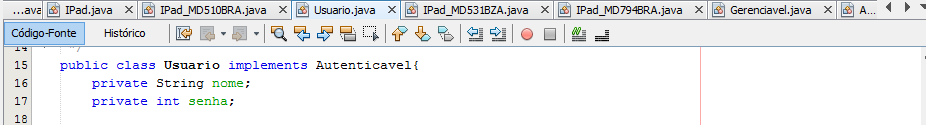 ...ava IPad.java IPad_MD510BRA.java Usuario.java IPad_MD531BZA.java IPad_MD794BRA.java Gerenciavel.java A...
Código-Fonte Histórico
14 */
15 public class Usuario implements Autenticavel{
16 private String nome;
17 private int senha;
18